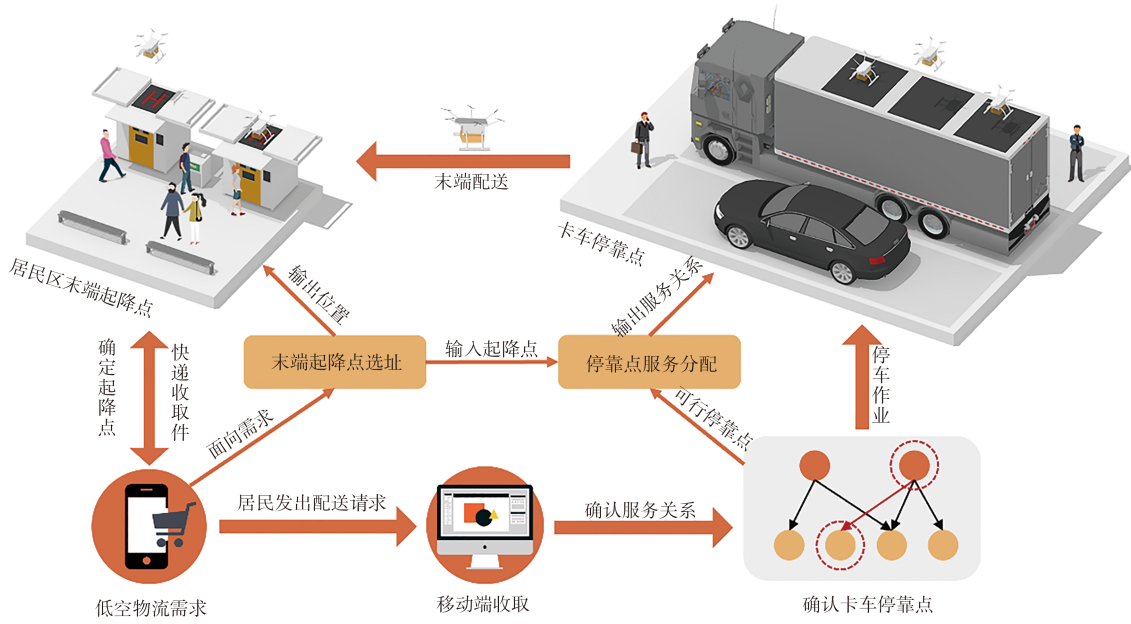 末端配送
卡车停靠点
居民区末端起降点
输出位置
输出服务关系
末端起降点选址
输入起降点
停靠点服务分配
确定起降点
快递收取件
停车作业
面向需求
可行停靠点
居民发出配送请求
确认服务关系
低空物流需求
移动端收取
确认卡车停靠点